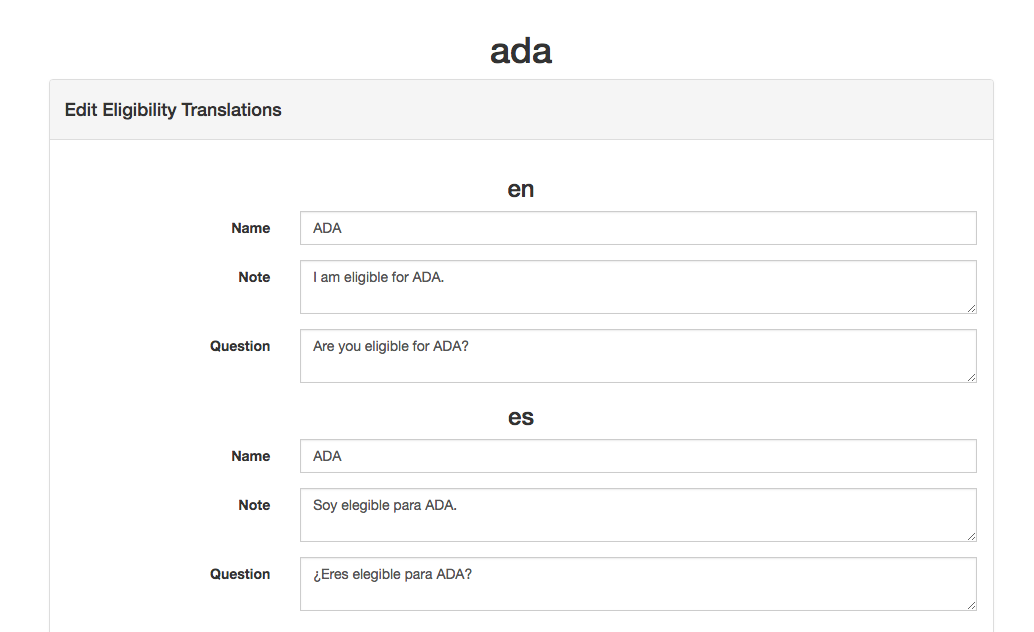 ada
Edit Eligibility Translations
en
Name ADA
Note I am eligible for ADA.
Question Are you eligible for ADA?
es
Name ADA
Note Soy elegible para ADA.
Question ¿Eres elegible para ADA?